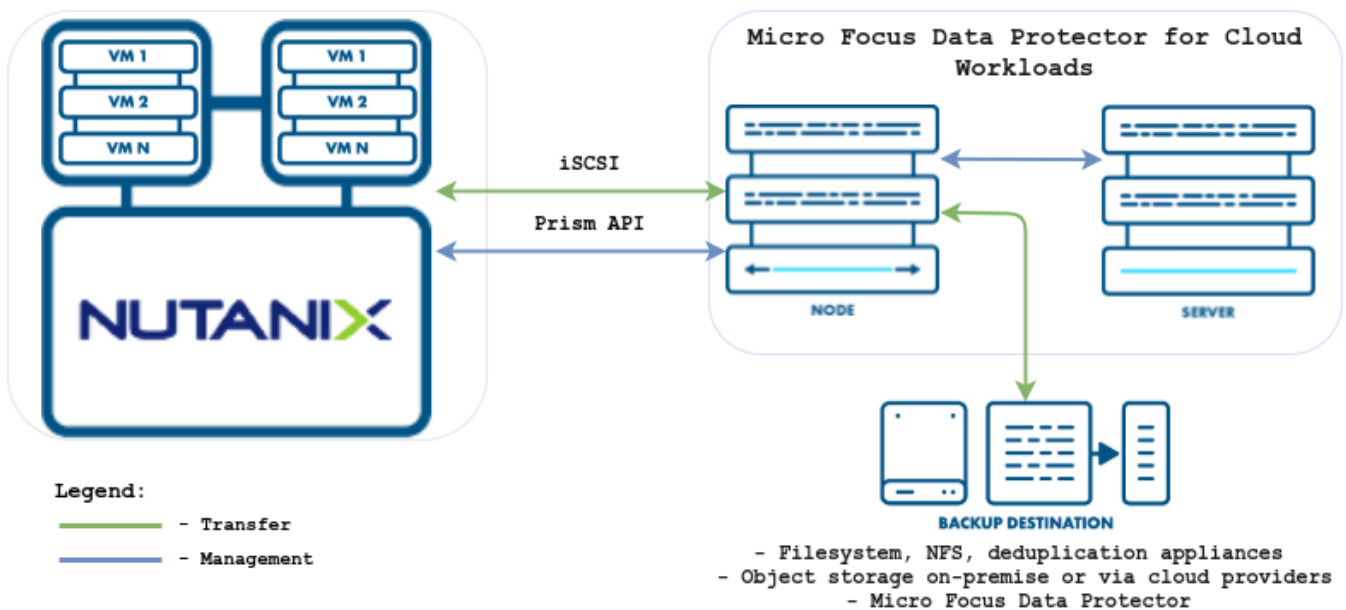 VM 1
VM 2
VM N
VM 1
VM 2
VM N
NUTANIX
iSCSI
Prism API
Micro Focus Data Protector for Cloud
Workloads
NODE
SERVER
BACKUP DESTINATION
- Filesystem, NFS, deduplication appliances
- Object storage on-premise or via cloud providers
- Micro Focus Data Protector
Legend:
- Transfer
- Management